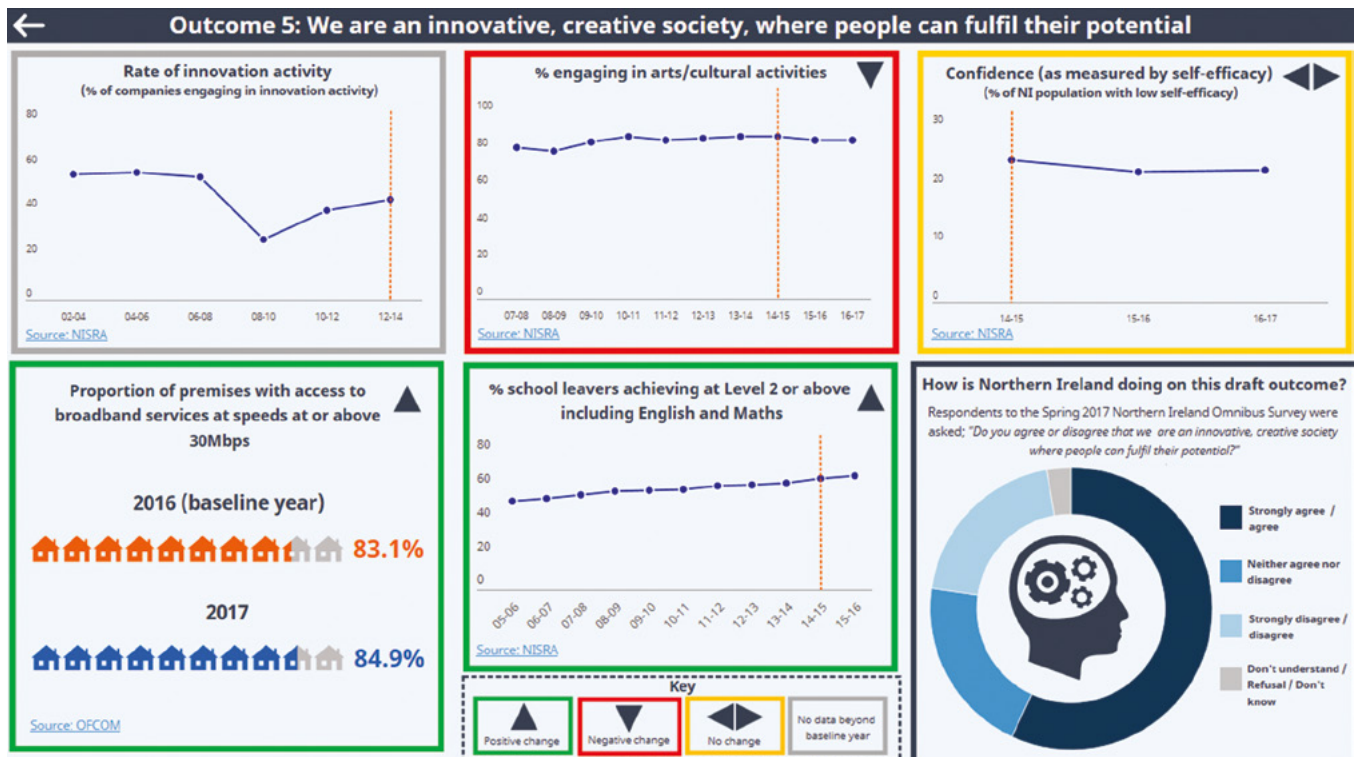 Outcome 5: We are an innovative, creative society, where people can fulfil their potential
Rate of innovation activity
(% of companies engaging in innovation activity)
80
60
40
20
0
02-04 04-06 06-08 08-10 10-12 12-14
Source: NISRA
% engaging in arts/cultural activities
100
80
60
40
20
0
07-08 08-09 09-10 10-11 11-12 12-13 13-14 14-15 15-16 16-17
Source: NISRA
Confidence (as measured by self-efficacy)
(% of NI population with low self-efficacy)
30
20
10
0
14-15 15-16 16-17
Source: NISRA
Proportion of premises with access to
broadband services at speeds at or above
30Mbps
2016 (baseline year)
83.1%
2017
84.9%
Source: OFCOM
% school leavers achieving at Level 2 or above
including English and Maths
80
60
40
20
0
05-06 06-07 07-08 08-09 09-10 10-11 11-12 12-13 13-14 14-15 15-16
Source: NISRA
Key
Positive change
Negative change
No change
No data beyond
baseline year
How is Northern Ireland doing on this draft outcome?
Respondents to the Spring 2017 Northern Ireland Omnibus Survey were
asked; "Do you agree or disagree that we are an innovative, creative society
where people can fulfil their potential?"
Strongly agree /
agree
Neither agree nor
disagree
Strongly disagree /
disagree
Don't understand /
Refusal / Don't
know